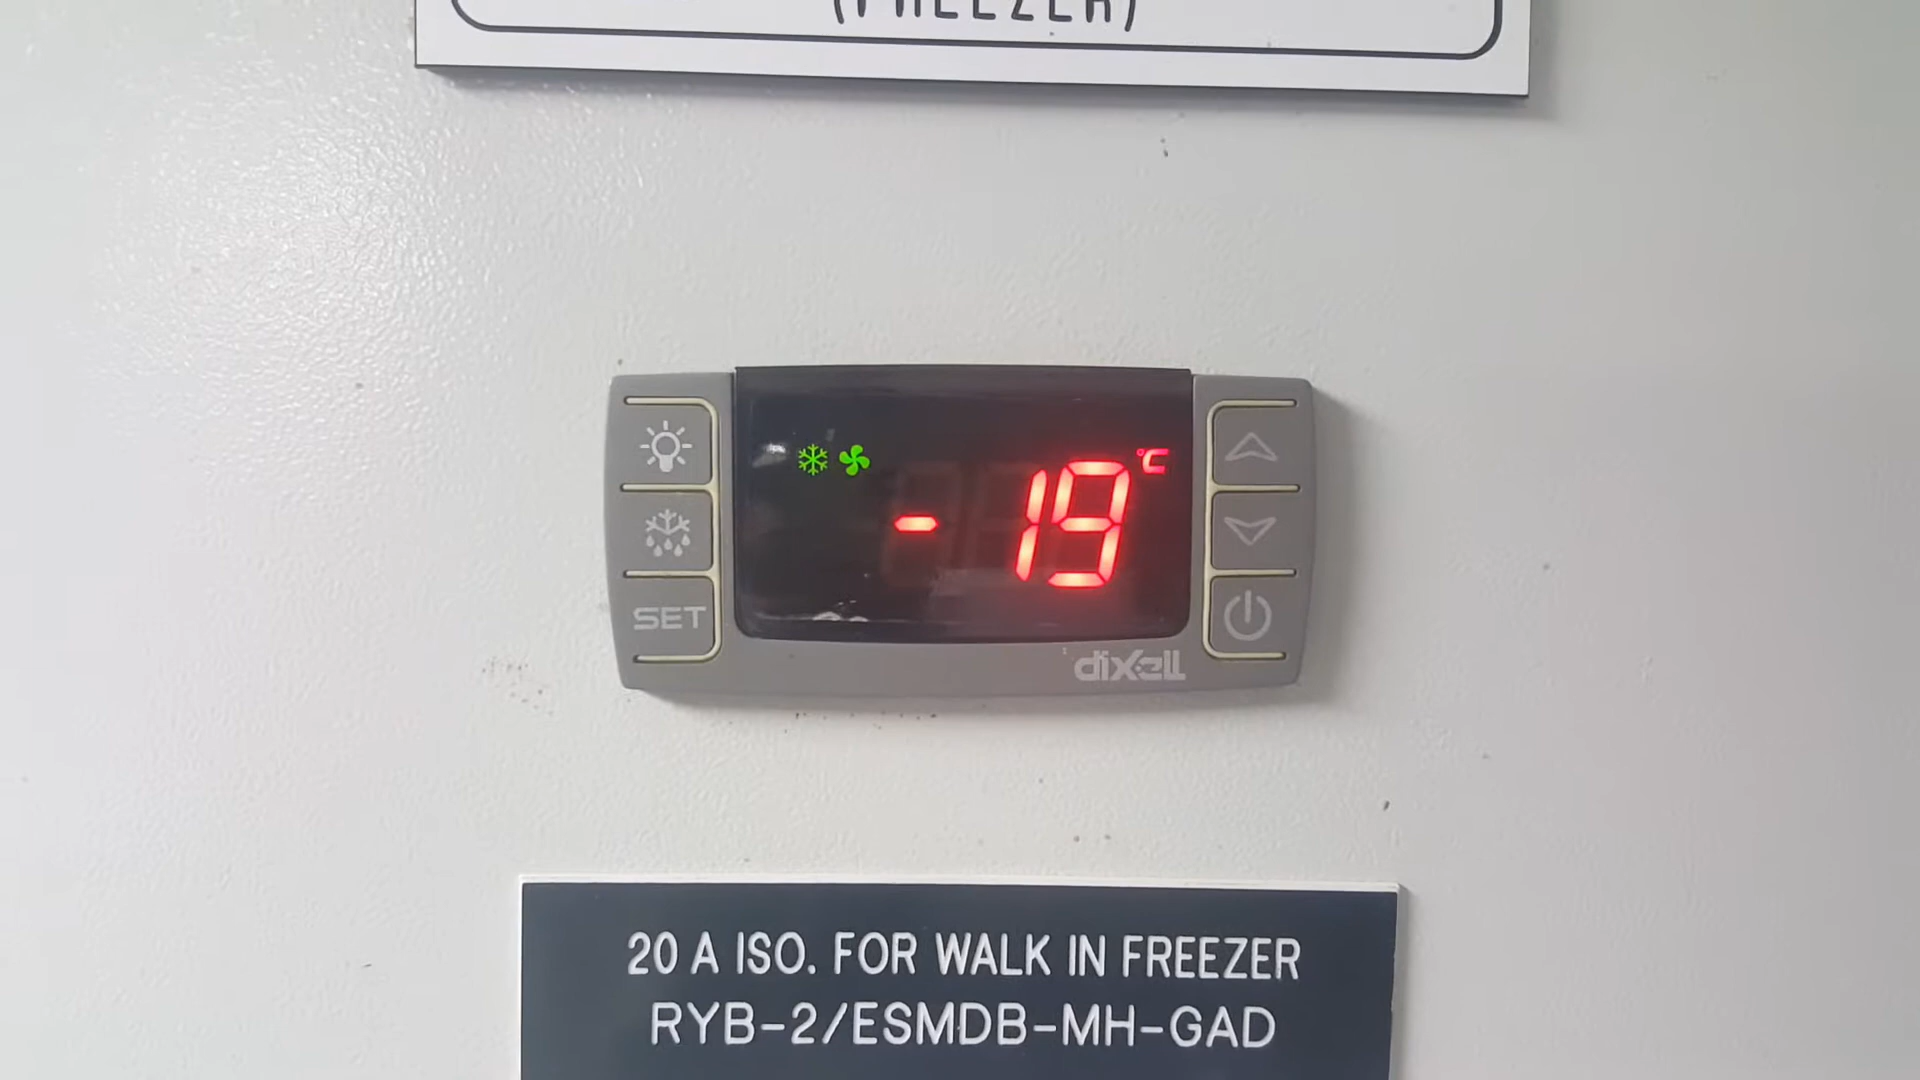 (FREEZER)
- 19 °C
SET
dixell
20 A ISO. FOR WALK IN FREEZER
RYB-2/ESMDB-MH-GAD